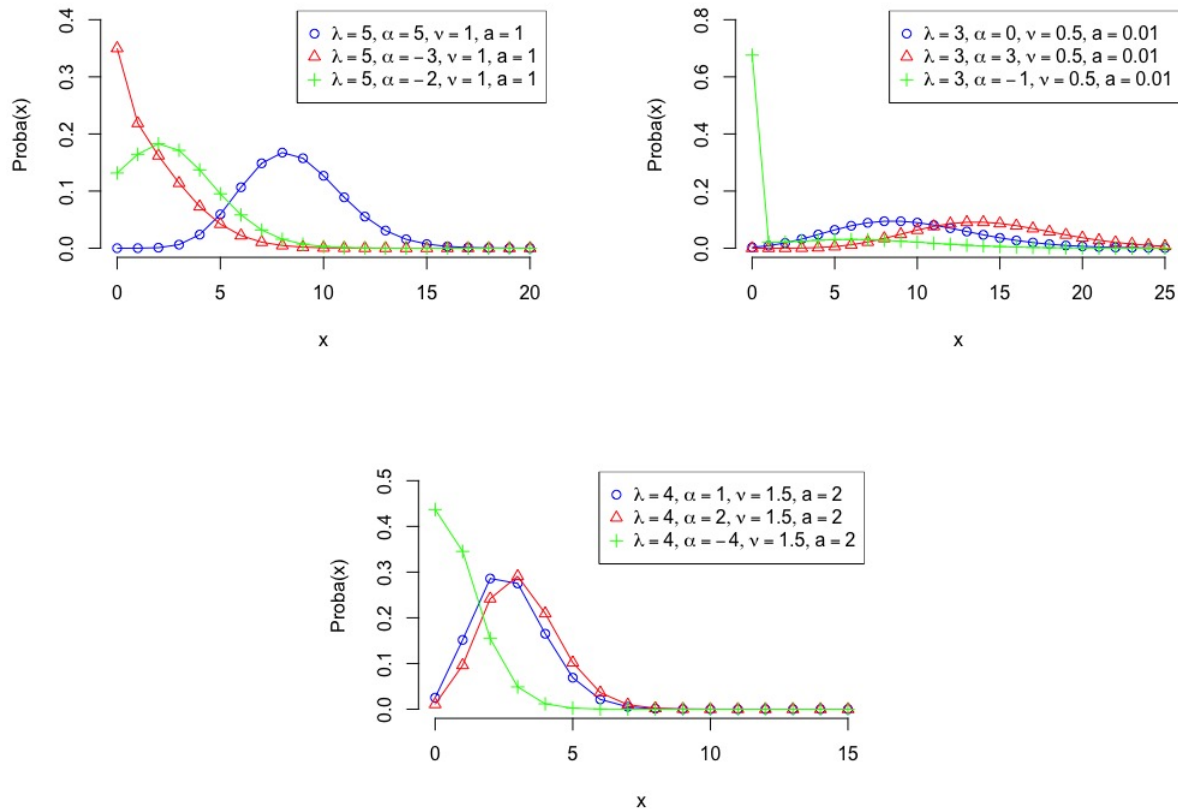 λ = 5, α = 5, ν = 1, a = 1
λ = 5, α = −3, ν = 1, a = 1
λ = 5, α = −2, ν = 1, a = 1
Proba(x)
0.4
0.3
0.2
0.1
0.0
0 5 10 15 20
x
λ = 3, α = 0, ν = 0.5, a = 0.01
λ = 3, α = 3, ν = 0.5, a = 0.01
λ = 3, α = −1, ν = 0.5, a = 0.01
Proba(x)
0.8
0.6
0.4
0.2
0.0
0 5 10 15 20 25
x
λ = 4, α = 1, ν = 1.5, a = 2
λ = 4, α = 2, ν = 1.5, a = 2
λ = 4, α = −4, ν = 1.5, a = 2
Proba(x)
0.5
0.4
0.3
0.2
0.1
0.0
0 5 10 15
x